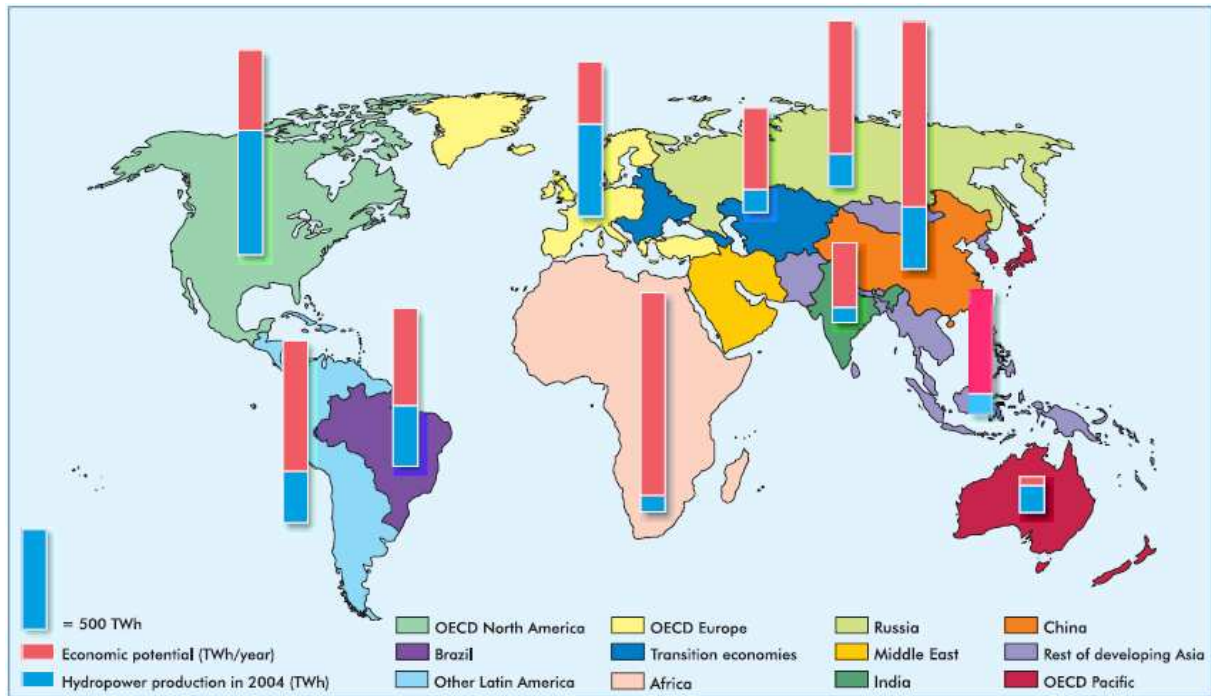 = 500 TWh
Economic potential (TWh/year)
Hydropower production in 2004 (TWh)
OECD North America
Brazil
Other Latin America
OECD Europe
Transition economies
Africa
Russia
Middle East
India
China
Rest of developing Asia
OECD Pacific